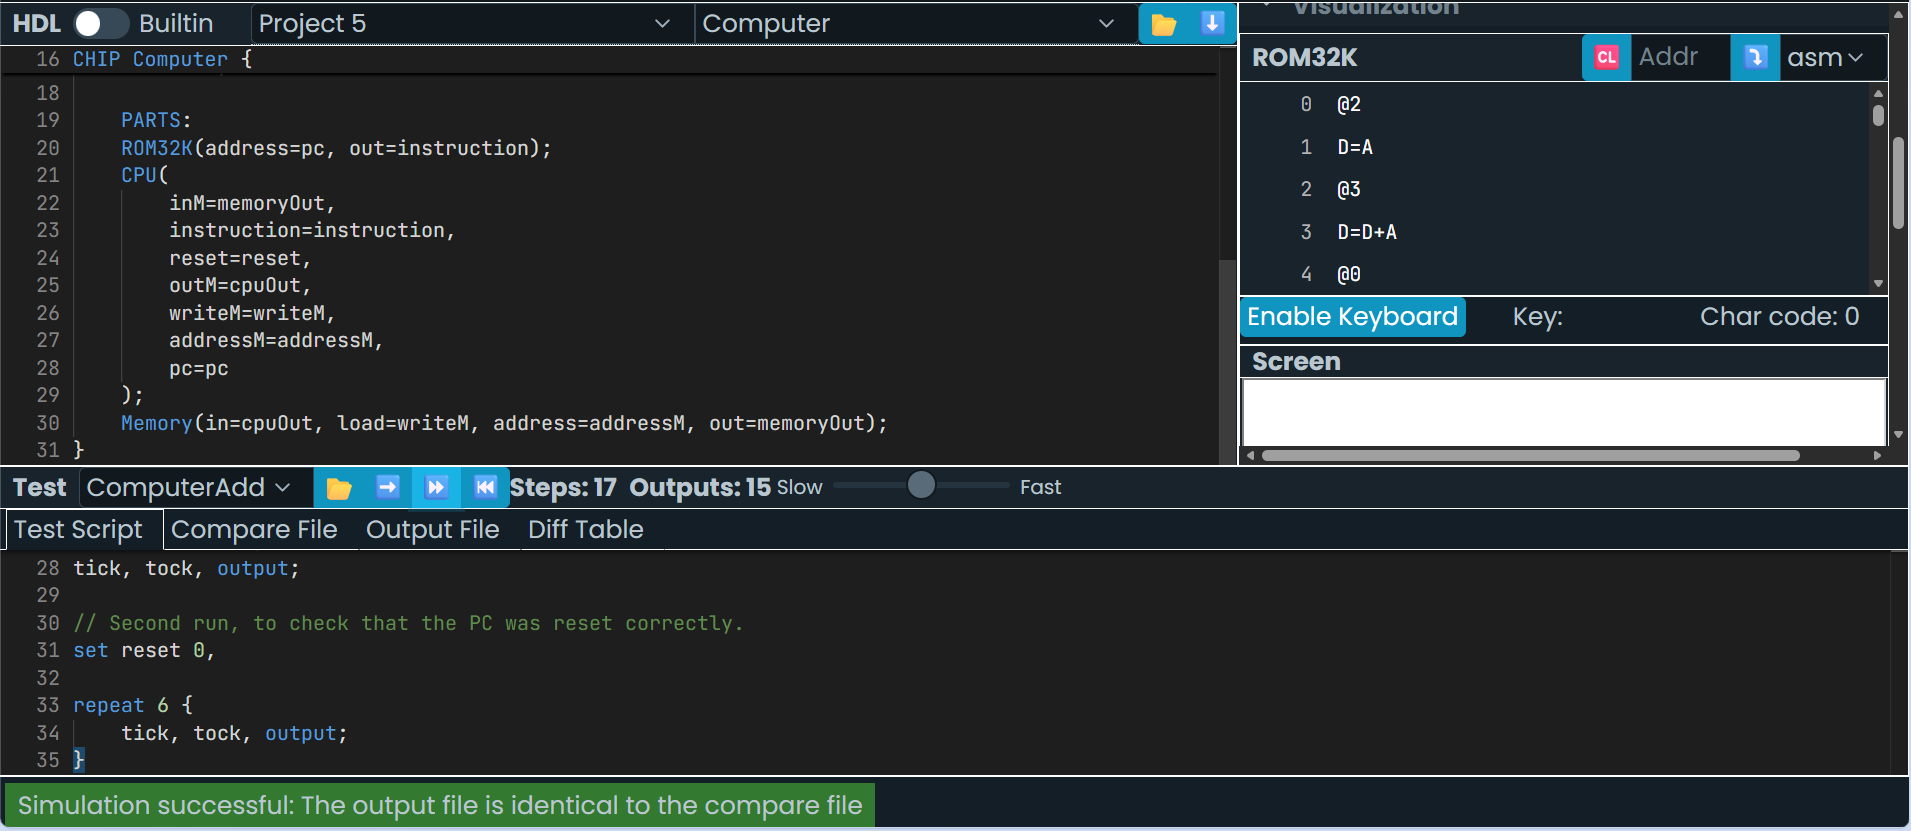 HDL Builtin Project 5 Computer
16 CHIP Computer {
18
19 PARTS:
20 ROM32K(address=pc, out=instruction);
21 CPU(
22 inM=memoryOut,
23 instruction=instruction,
24 reset=reset,
25 outM=cpuOut,
26 writeM=writeM,
27 addressM=addressM,
28 pc=pc
29 );
30 Memory(in=cpuOut, load=writeM, address=addressM, out=memoryOut);
31 }
Visualization
ROM32K CL Addr asm
0 @2
1 D=A
2 @3
3 D=D+A
4 @0
Enable Keyboard Key: Char code: 0
Screen
Test ComputerAdd Steps: 17 Outputs: 15 Slow Fast
Test Script Compare File Output File Diff Table
28 tick, tock, output;
29
30 // Second run, to check that the PC was reset correctly.
31 set reset 0,
32
33 repeat 6 {
34 tick, tock, output;
35 }
Simulation successful: The output file is identical to the compare file